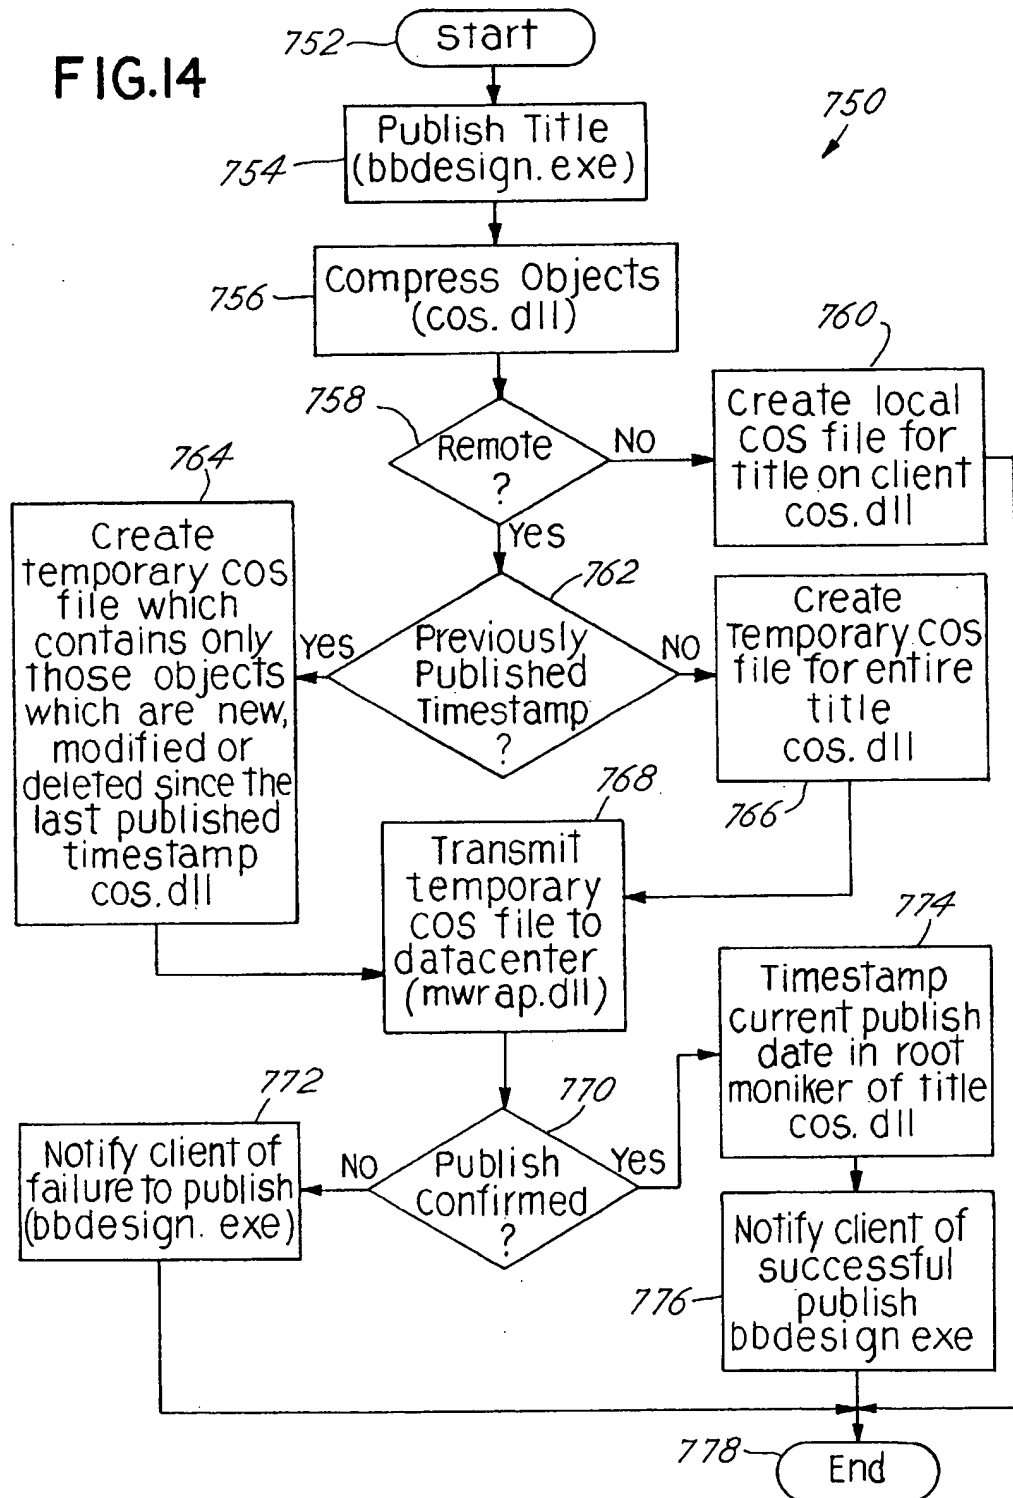 FIG.14
752
start
750
754
Publish Title
(bbdesign.exe)
756
Compress Objects
(cos.dll)
758
Remote
?
NO
Yes
760
Create local
COS file for
title on client
cos.dll
764
Create
temporary COS
file which
contains only
those objects
which are new,
modified or
deleted since the
last published
timestamp
cos.dll
762
Previously
Published
Timestamp
?
Yes
NO
Create
Temporary COS
file for entire
title
cos.dll
766
768
Transmit
temporary
COS file to
datacenter
(mwrap.dll)
774
Timestamp
current publish
date in root
moniker of title
cos.dll
772
Notify client of
failure to publish
(bbdesign.exe)
770
Publish
Confirmed
?
NO
Yes
776
Notify client of
successful
publish
bbdesign exe
778
End